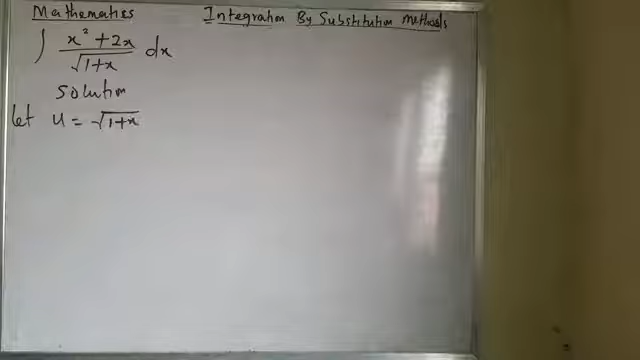 Mathematics
Integration By Substitution Methods
∫ x² + 2x / √1+x dx
Solution
let u = √1+x